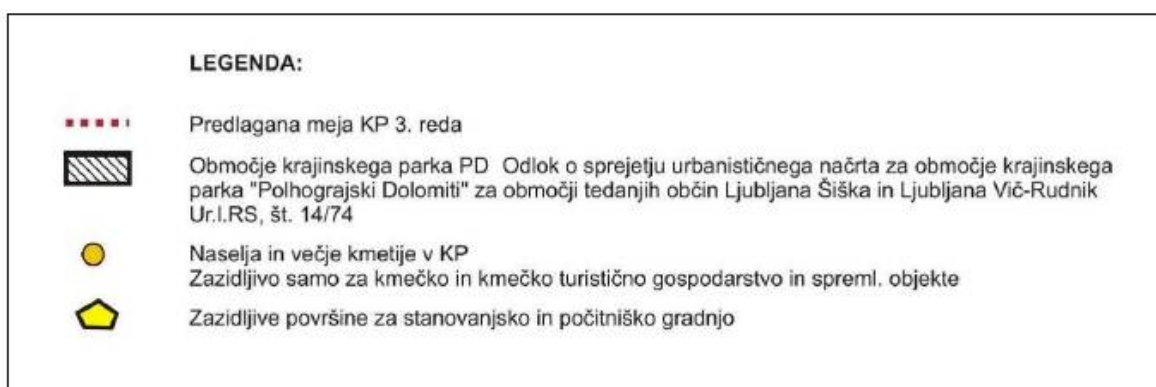 LEGENDA:
Predlagana meja KP 3. reda
Območje krajinskega parka PD Odlok o sprejetju urbanističnega načrta za območje krajinskega
parka "Polhograjski Dolomiti" za območji tedanjih občin Ljubljana Šiška in Ljubljana Vič-Rudnik
Ur.l.RS, št. 14/74
Naselja in večje kmetije v KP
Zazidljivo samo za kmečko in kmečko turistično gospodarstvo in spreml. objekte
Zazidljive površine za stanovanjsko in počitniško gradnjo